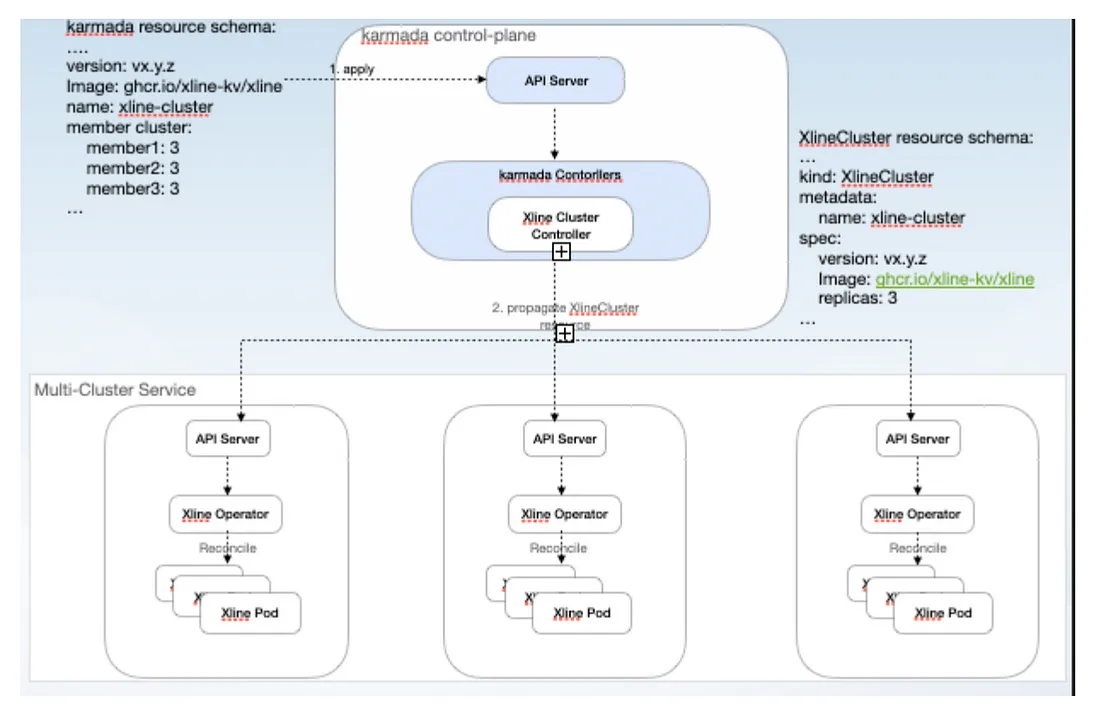 karmada resource schema:
....
version: vx.y.z
Image: ghcr.io/xline-kv/xline
name: xline-cluster
member cluster:
member1: 3
member2: 3
member3: 3
...
karmada control-plane
1. apply
API Server
karmada Contorllers
Xline Cluster
Controller
2. propagate XlineCluster
resource
XlineCluster resource schema:
...
kind: XlineCluster
metadata:
name: xline-cluster
spec:
version: vx.y.z
Image: ghcr.io/xline-kv/xline
replicas: 3
...
Multi-Cluster Service
API Server
Xline Operator
Reconcile
Xline Pod
API Server
Xline Operator
Reconcile
Xline Pod
API Server
Xline Operator
Reconcile
Xline Pod